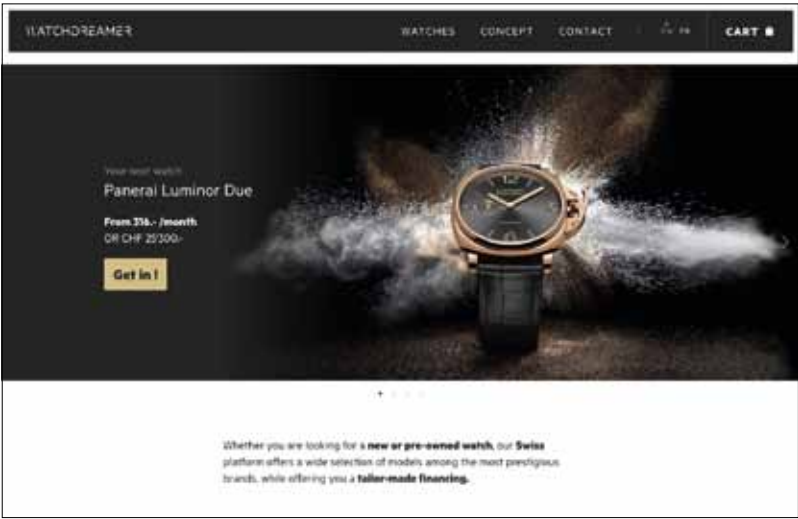 WATCHDREAMER
WATCHES CONCEPT CONTACT
CART
Your next watch
Panerai Luminor Due
From 316.- /month
OR CHF 25'300.-
Get in !
Whether you are looking for a new or pre-owned watch, our Swiss
platform offers a wide selection of models among the most prestigious
brands, while offering you a tailor-made financing.